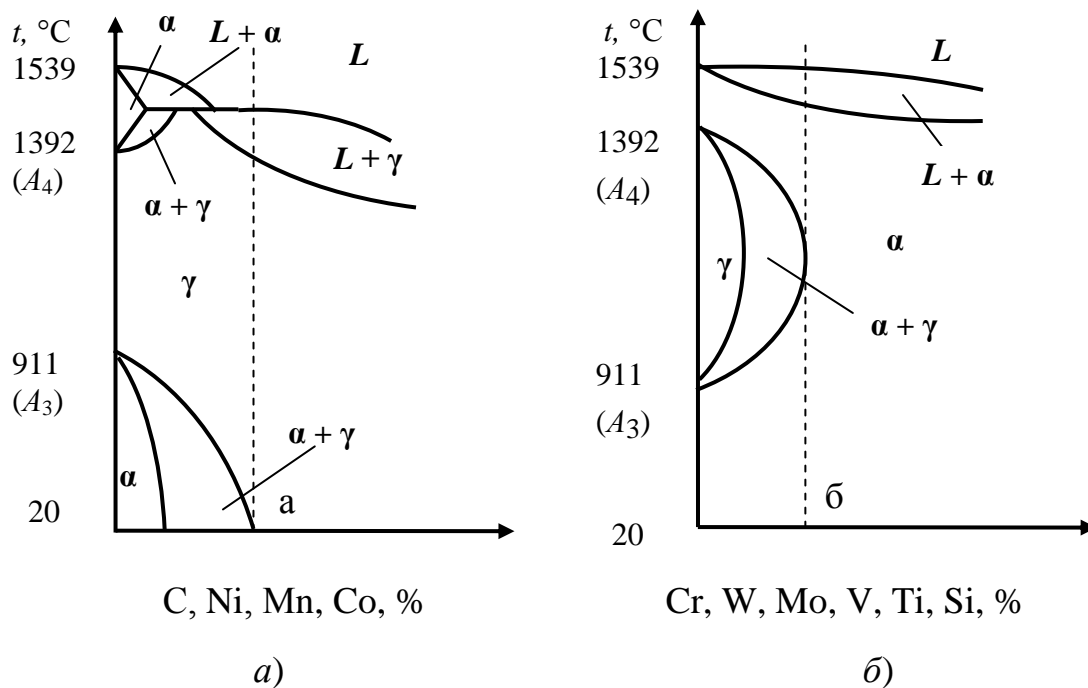 t, °C
α
L + α
L
1539
1392
(A4)
L + γ
α + γ
γ
911
(A3)
α + γ
α
20
а
C, Ni, Mn, Co, %
а)
t, °C
1539
L
1392
(A4)
L + α
α
γ
α + γ
911
(A3)
б
20
Cr, W, Mo, V, Ti, Si, %
б)